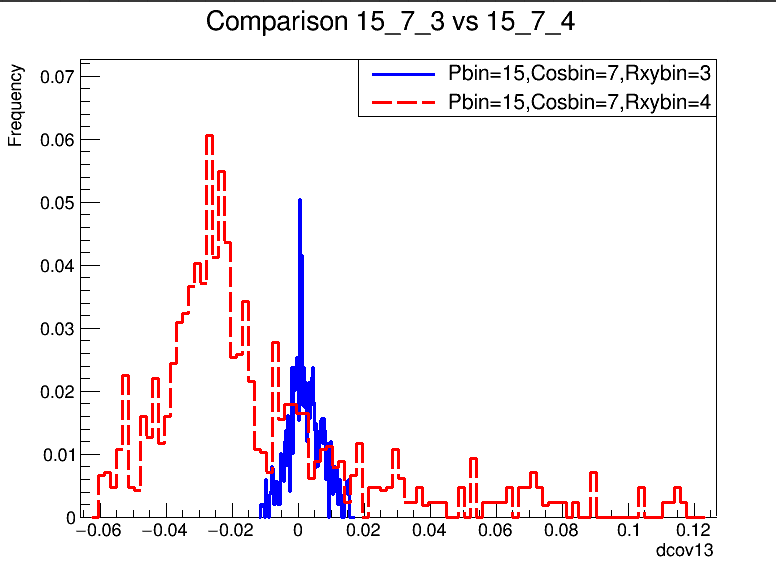 Comparison 15_7_3 vs 15_7_4
Frequency
Pbin=15,Cosbin=7,Rxybin=3
Pbin=15,Cosbin=7,Rxybin=4
0.07
0.06
0.05
0.04
0.03
0.02
0.01
0
−0.06 −0.04 −0.02 0 0.02 0.04 0.06 0.08 0.1 0.12
dcov13